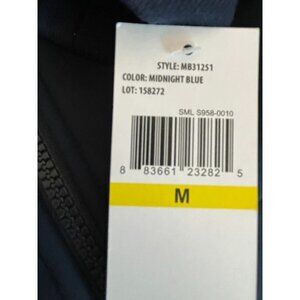 STYLE: MB31251
COLOR: MIDNIGHT BLUE
LOT: 158272
SML S958-0010
8 83661 23282 5
M